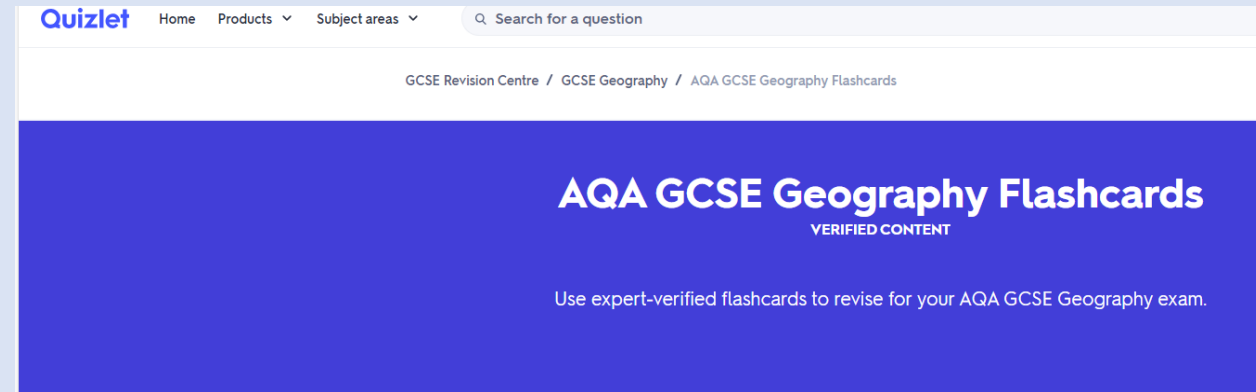 Quizlet Home Products Subject areas Search for a question
GCSE Revision Centre / GCSE Geography / AQA GCSE Geography Flashcards
AQA GCSE Geography Flashcards
VERIFIED CONTENT
Use expert-verified flashcards to revise for your AQA GCSE Geography exam.